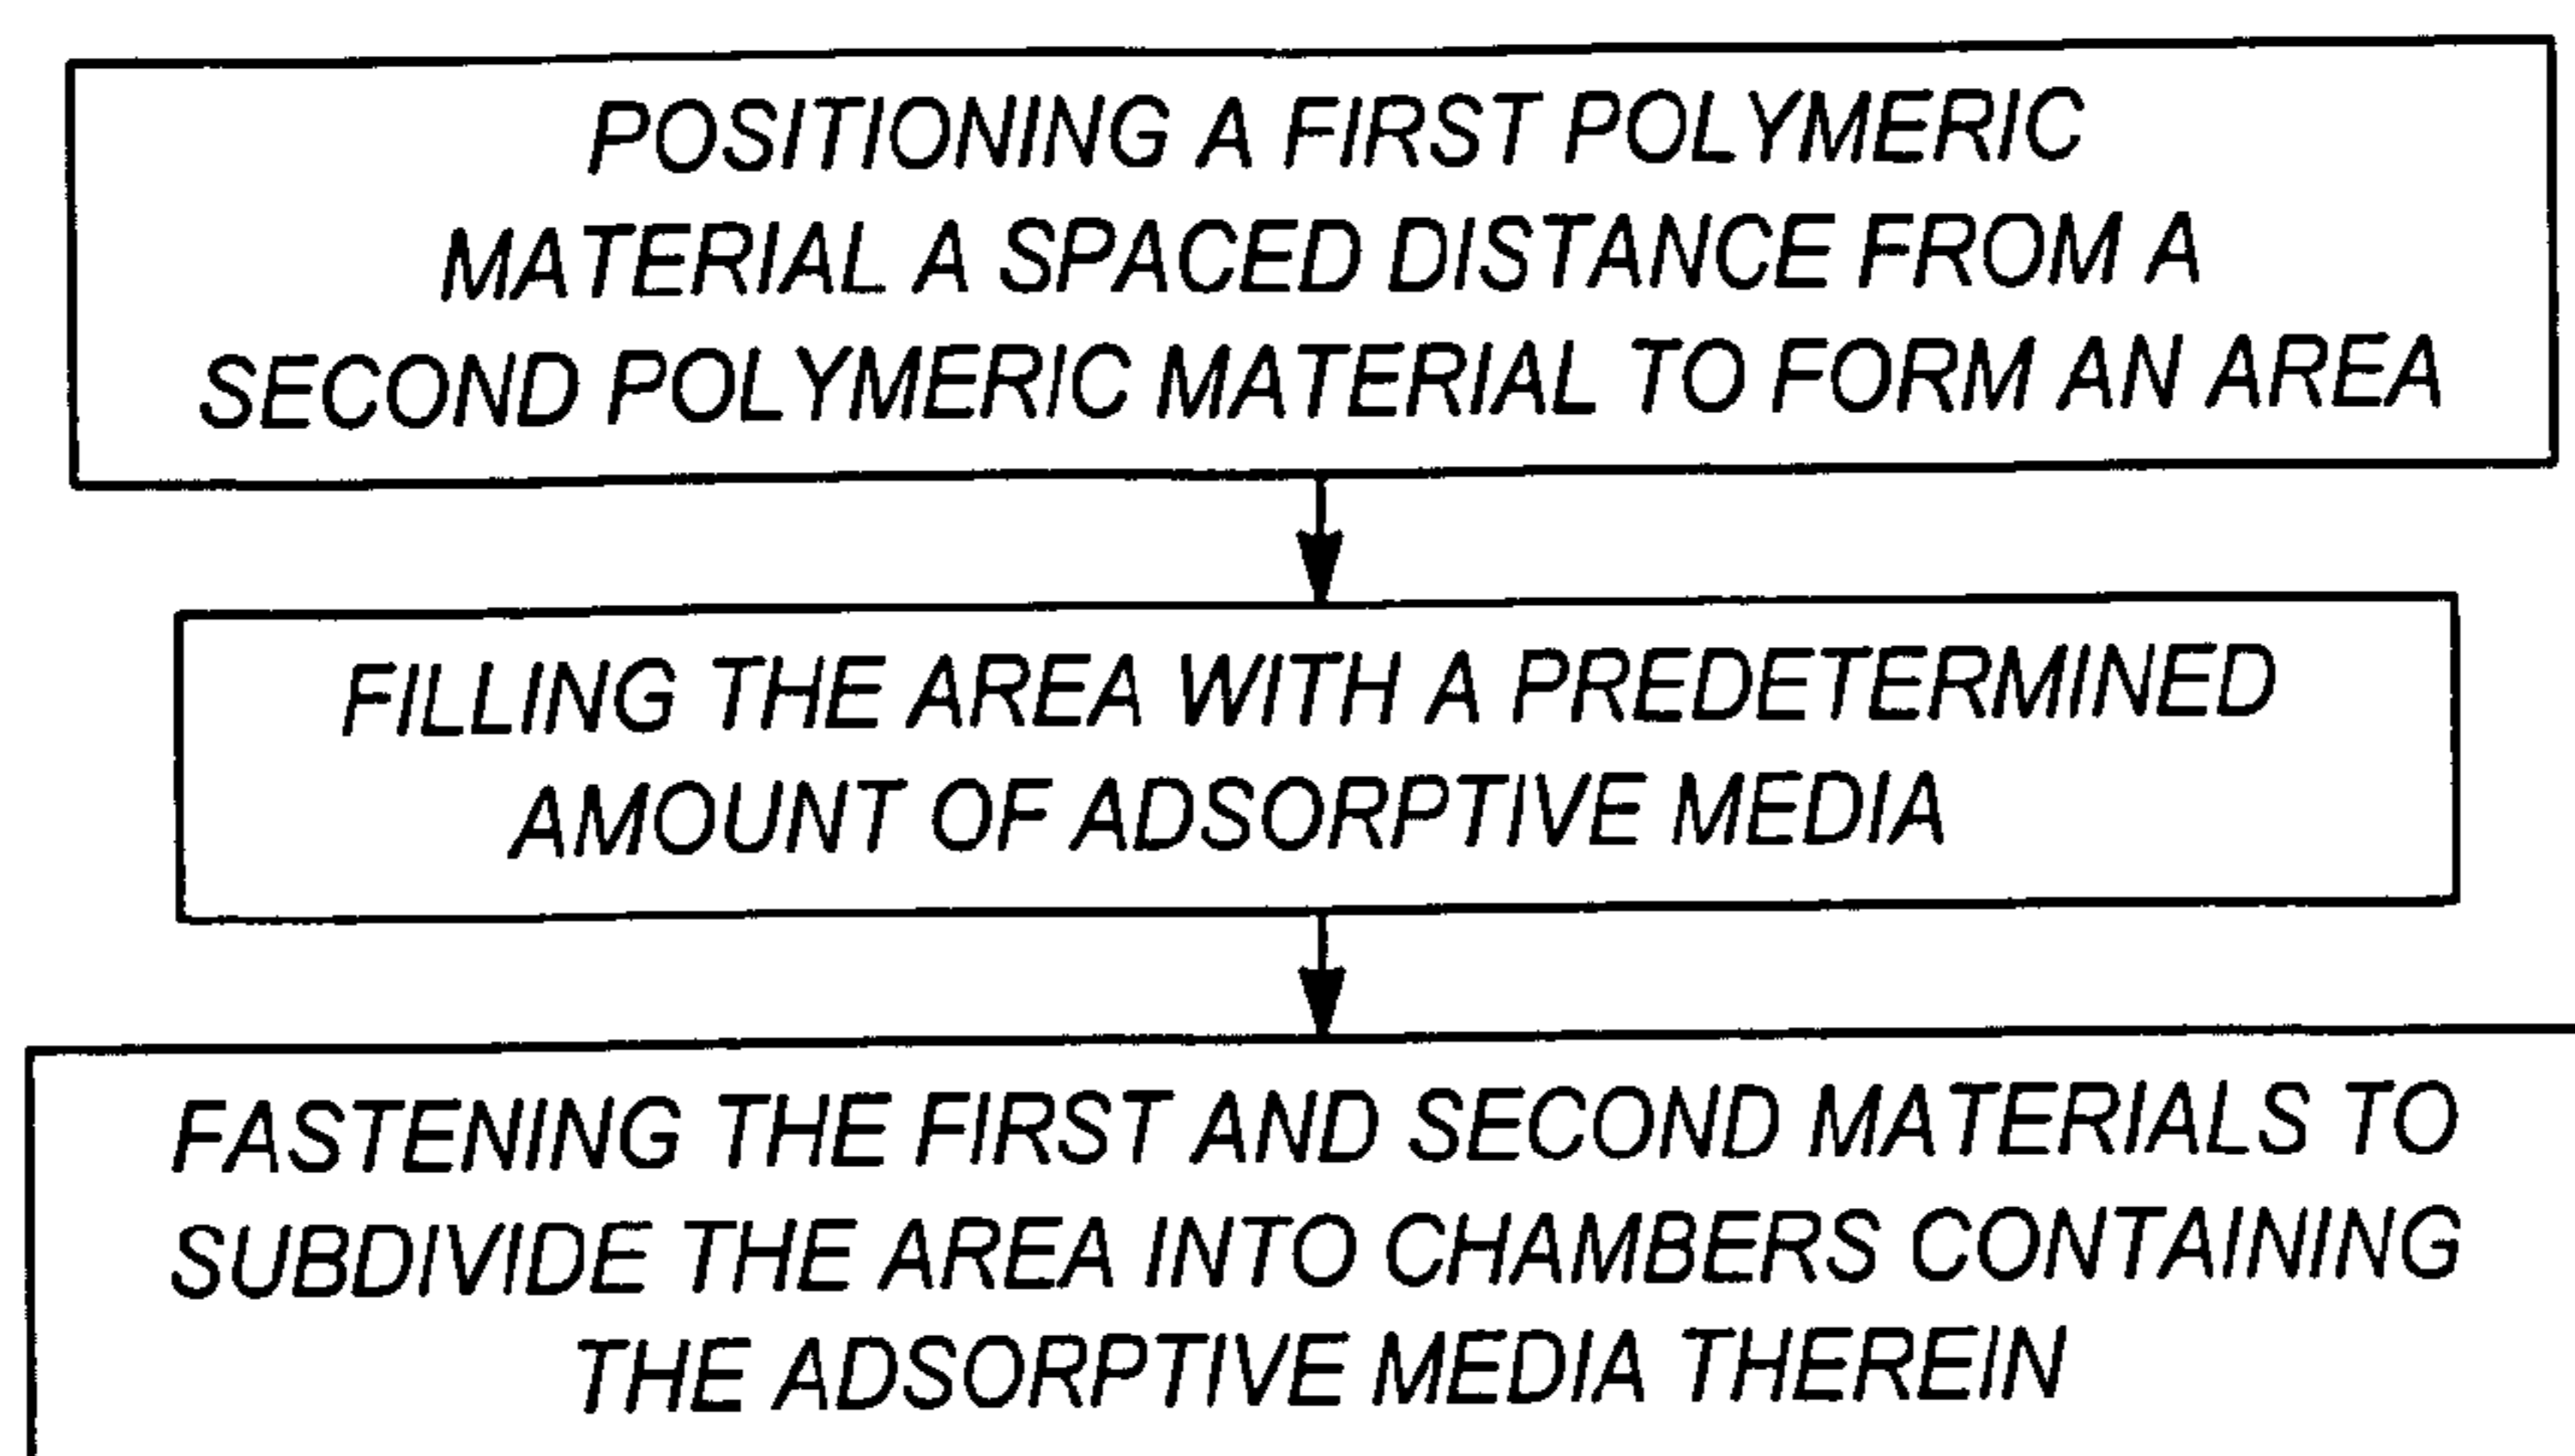 POSITIONING A FIRST POLYMERIC
MATERIAL A SPACED DISTANCE FROM A
SECOND POLYMERIC MATERIAL TO FORM AN AREA
FILLING THE AREA WITH A PREDETERMINED
AMOUNT OF ADSORPTIVE MEDIA
FASTENING THE FIRST AND SECOND MATERIALS TO
SUBDIVIDE THE AREA INTO CHAMBERS CONTAINING
THE ADSORPTIVE MEDIA THEREIN